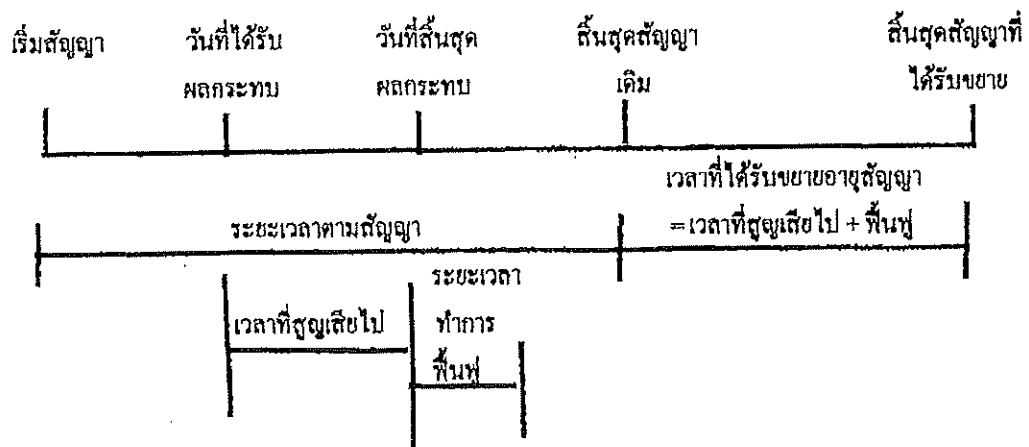 เริ่มสัญญา วันที่ได้รับ วันที่สิ้นสุด สิ้นสุดสัญญา สิ้นสุดสัญญาที่
ผลกระทบ ผลกระทบ เดิม ได้รับขยาย
เวลาที่ได้รับขยายอายุสัญญา
ระยะเวลาตามสัญญา =เวลาที่สูญเสียไป + ฟื้นฟู
ระยะเวลา
เวลาที่สูญเสียไป ทำการ
ฟื้นฟู